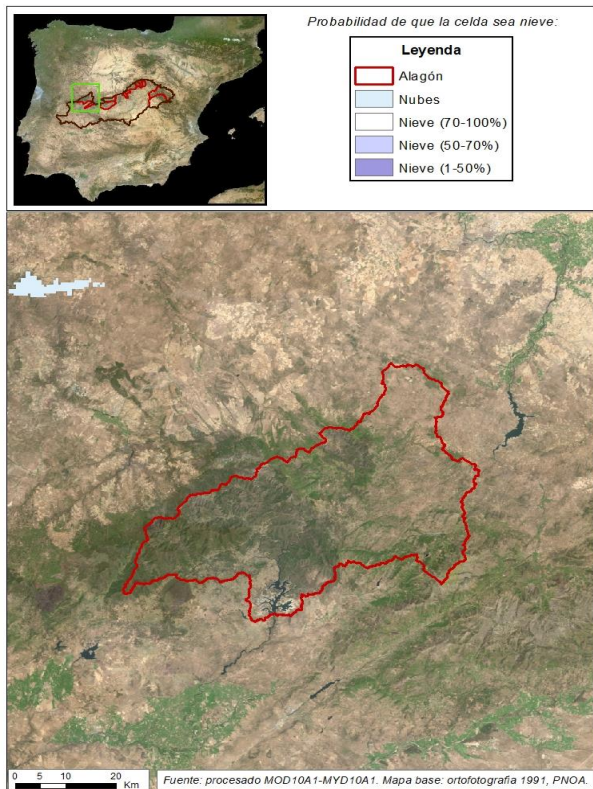 Probabilidad de que la celda sea nieve:
Leyenda
Alagón
Nubes
Nieve (70-100%)
Nieve (50-70%)
Nieve (1-50%)
0 5 10 20
Km
Fuente: procesado MOD10A1-MYD10A1. Mapa base: ortofotografia 1991, PNOA.